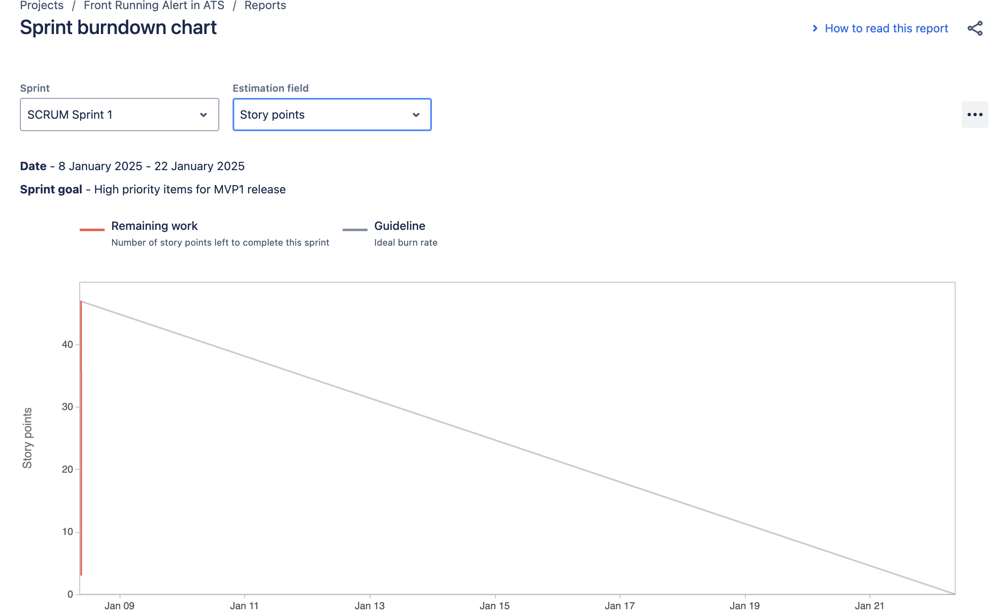 Projects / Front Running Alert in ATS / Reports
Sprint burndown chart
How to read this report
Sprint
Estimation field
SCRUM Sprint 1
Story points
Date - 8 January 2025 - 22 January 2025
Sprint goal - High priority items for MVP1 release
Remaining work
Guideline
Number of story points left to complete this sprint
Ideal burn rate
Story points
40
30
20
10
0
Jan 09
Jan 11
Jan 13
Jan 15
Jan 17
Jan 19
Jan 21